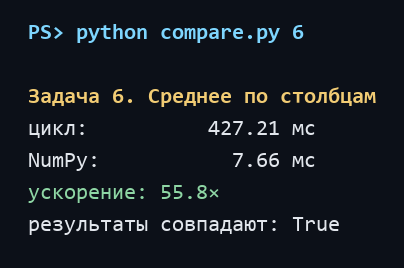 PS> python compare.py 6
Задача 6. Среднее по столбцам
цикл: 427.21 мс
NumPy: 7.66 мс
ускорение: 55.8×
результаты совпадают: True